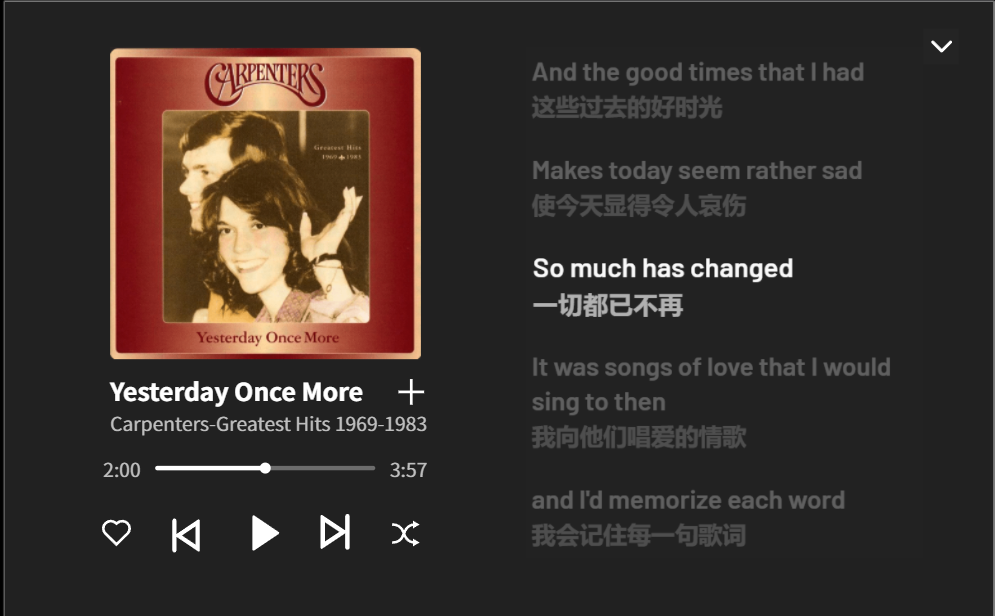 CARPENTERS
Greatest Hits
1969 1983
Yesterday Once More
Yesterday Once More
Carpenters-Greatest Hits 1969-1983
2:00
3:57
And the good times that I had
这些过去的好时光
Makes today seem rather sad
使今天显得令人哀伤
So much has changed
一切都已不再
It was songs of love that I would
sing to then
我向他们唱爱的情歌
and I'd memorize each word
我会记住每一句歌词